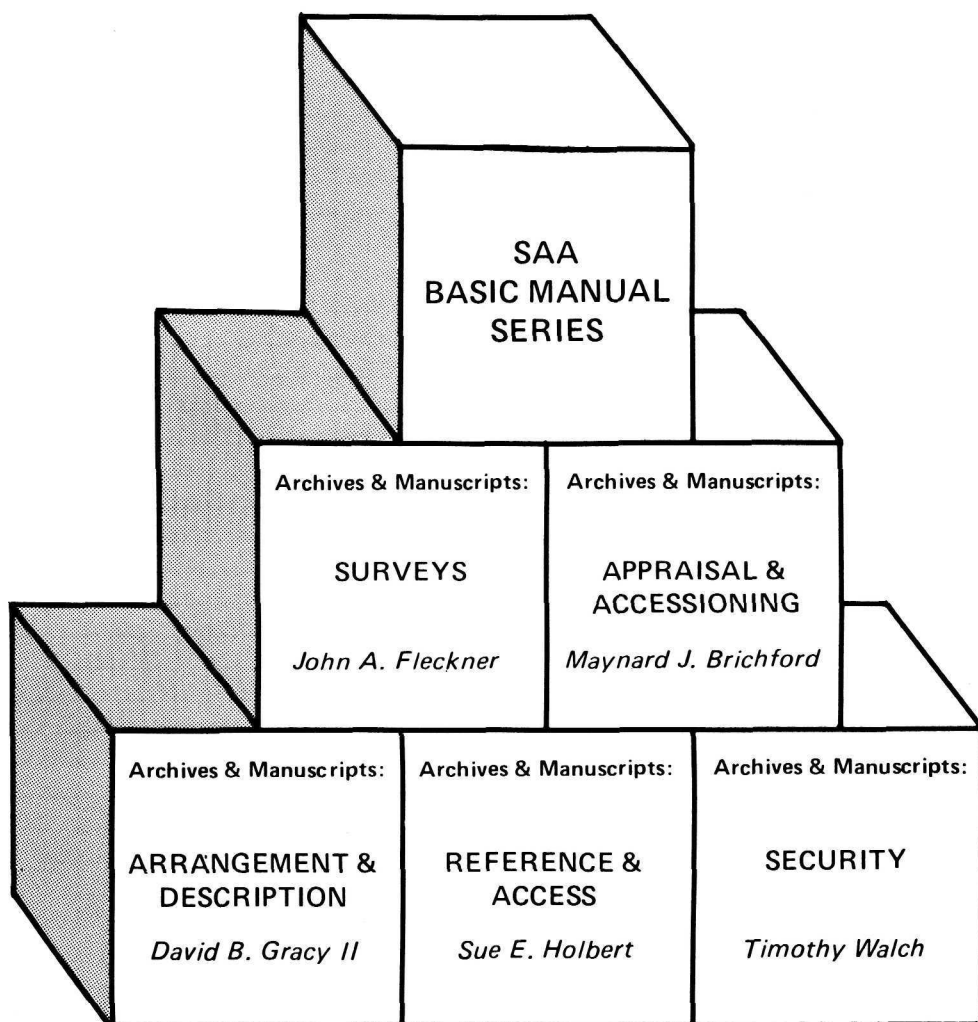 SAA
BASIC MANUAL
SERIES
Archives & Manuscripts:
SURVEYS
John A. Fleckner
Archives & Manuscripts:
APPRAISAL &
ACCESSIONING
Maynard J. Brichford
Archives & Manuscripts:
ARRANGEMENT &
DESCRIPTION
David B. Gracy II
Archives & Manuscripts:
REFERENCE &
ACCESS
Sue E. Holbert
Archives & Manuscripts:
SECURITY
Timothy Walch